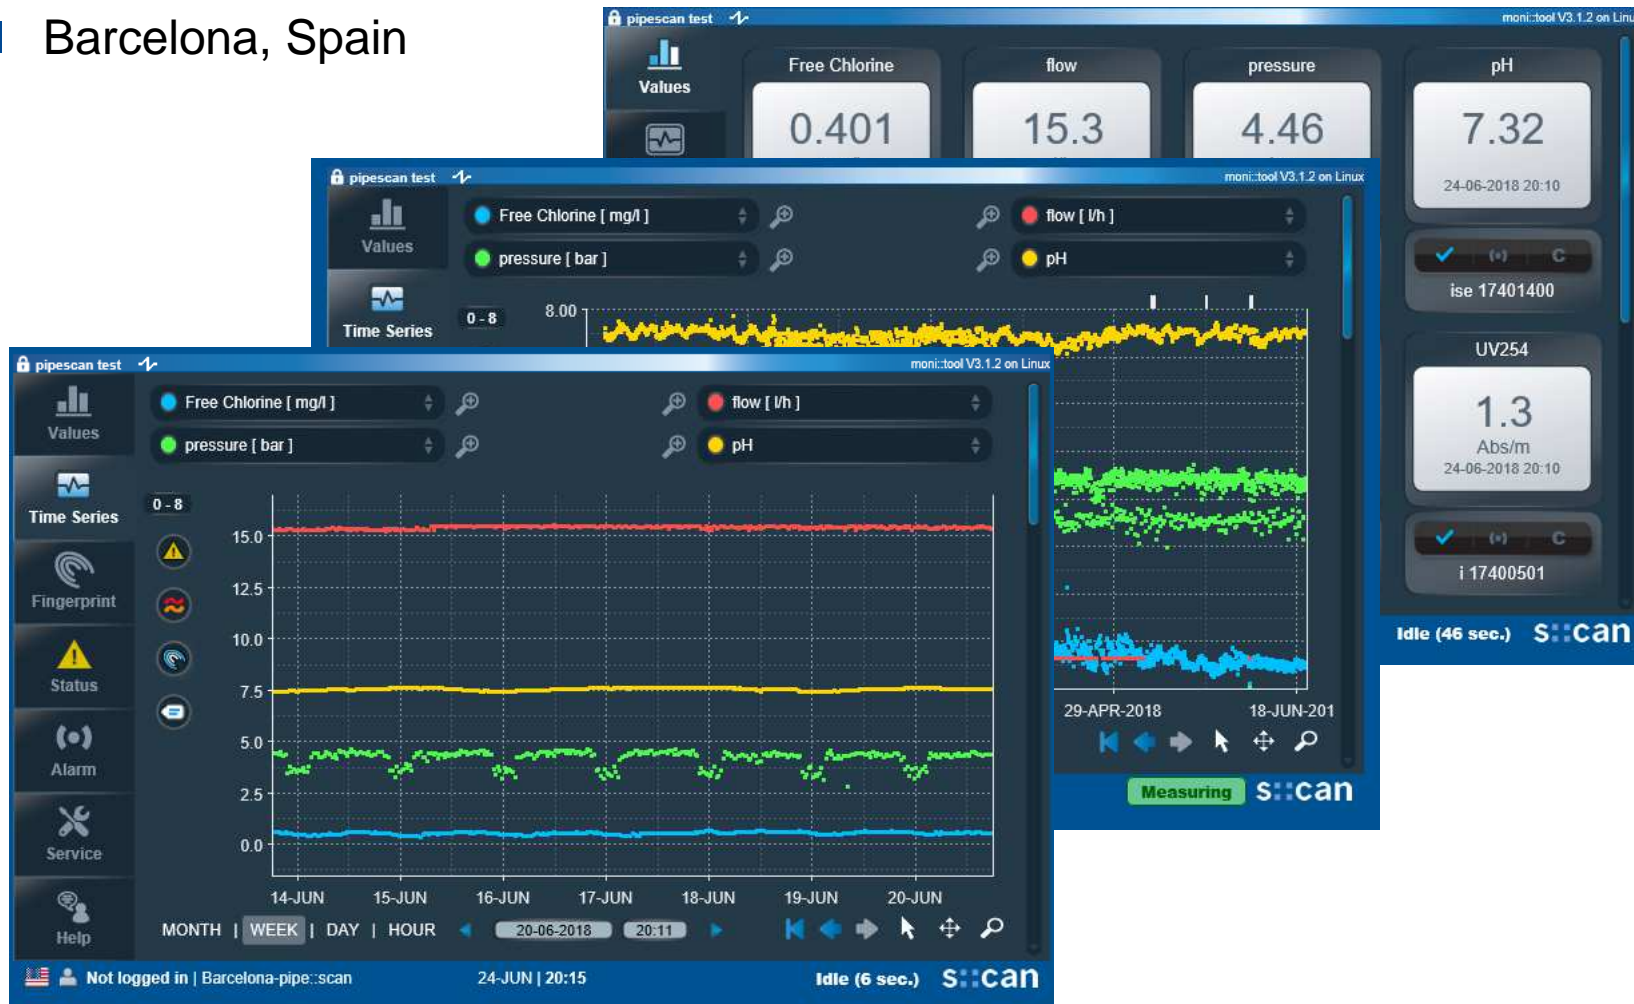 Barcelona, Spain
pipescan test
moni::tool V3.1.2 on Linu
Values
Free Chlorine
flow
pressure
pH
0.401
15.3
4.46
7.32
24-06-2018 20:10
C
ise 17401400
UV254
1.3
Abs/m
24-06-2018 20:10
C
i 17400501
Idle (46 sec.)
s::can
pipescan test
moni::tool V3.1.2 on Linux
Values
Free Chlorine [ mg/l ]
flow [ l/h ]
pressure [ bar ]
pH
Time Series
0 - 8
8.00
29-APR-2018
18-JUN-201
Measuring
s::can
pipescan test
moni::tool V3.1.2 on Linux
Values
Free Chlorine [ mg/l ]
flow [ l/h ]
pressure [ bar ]
pH
Time Series
0 - 8
15.0
12.5
10.0
7.5
5.0
2.5
0.0
Fingerprint
Status
Alarm
Service
Help
14-JUN 15-JUN 16-JUN 17-JUN 18-JUN 19-JUN 20-JUN
MONTH | WEEK | DAY | HOUR
20-06-2018 20:11
Not logged in | Barcelona-pipe::scan
24-JUN | 20:15
Idle (6 sec.)
s::can